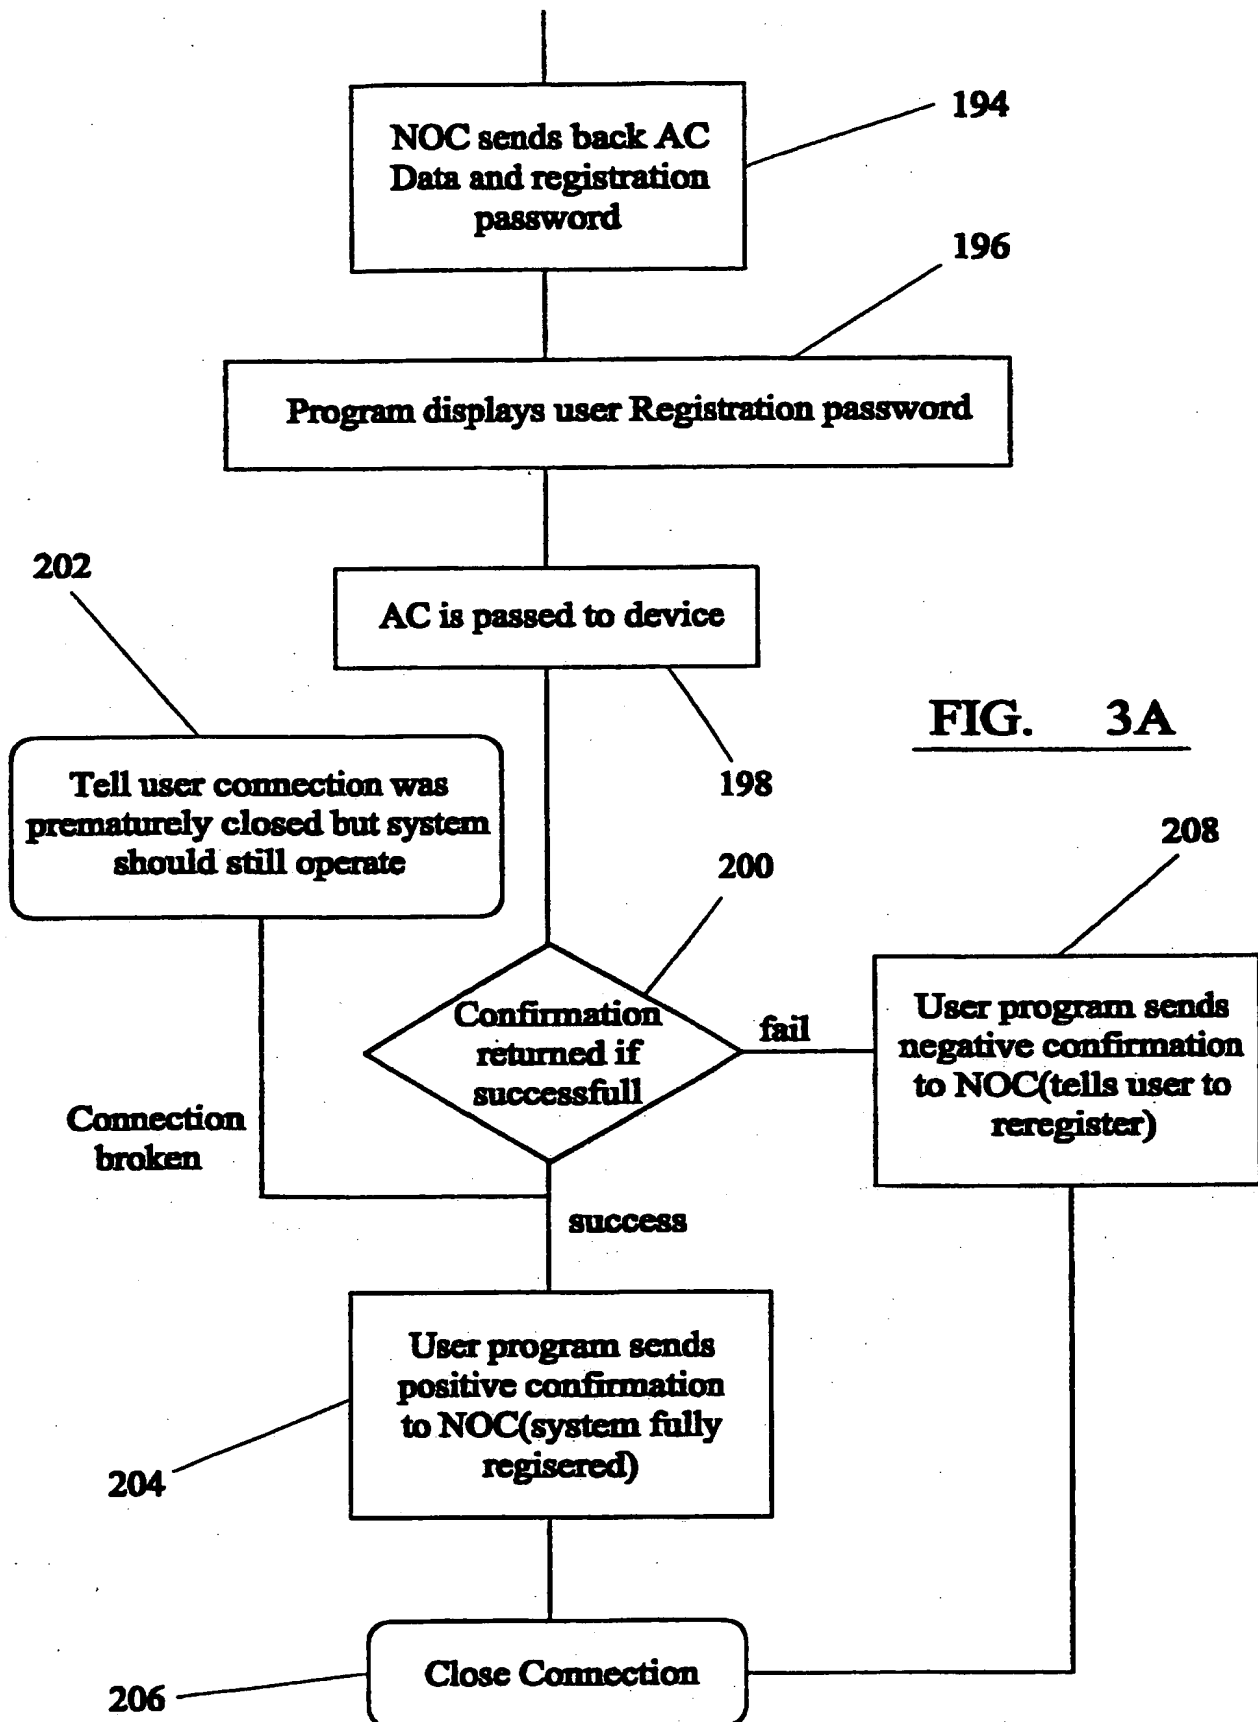 NOC sends back AC
Data and registration
password
194
196
Program displays user Registration password
202
AC is passed to device
198
FIG. 3A
Tell user connection was
prematurely closed but system
should still operate
200
208
Confirmation
returned if
successfull
fail
User program sends
negative confirmation
to NOC(tells user to
reregister)
Connection
broken
success
User program sends
positive confirmation
to NOC(system fully
regisered)
204
Close Connection
206